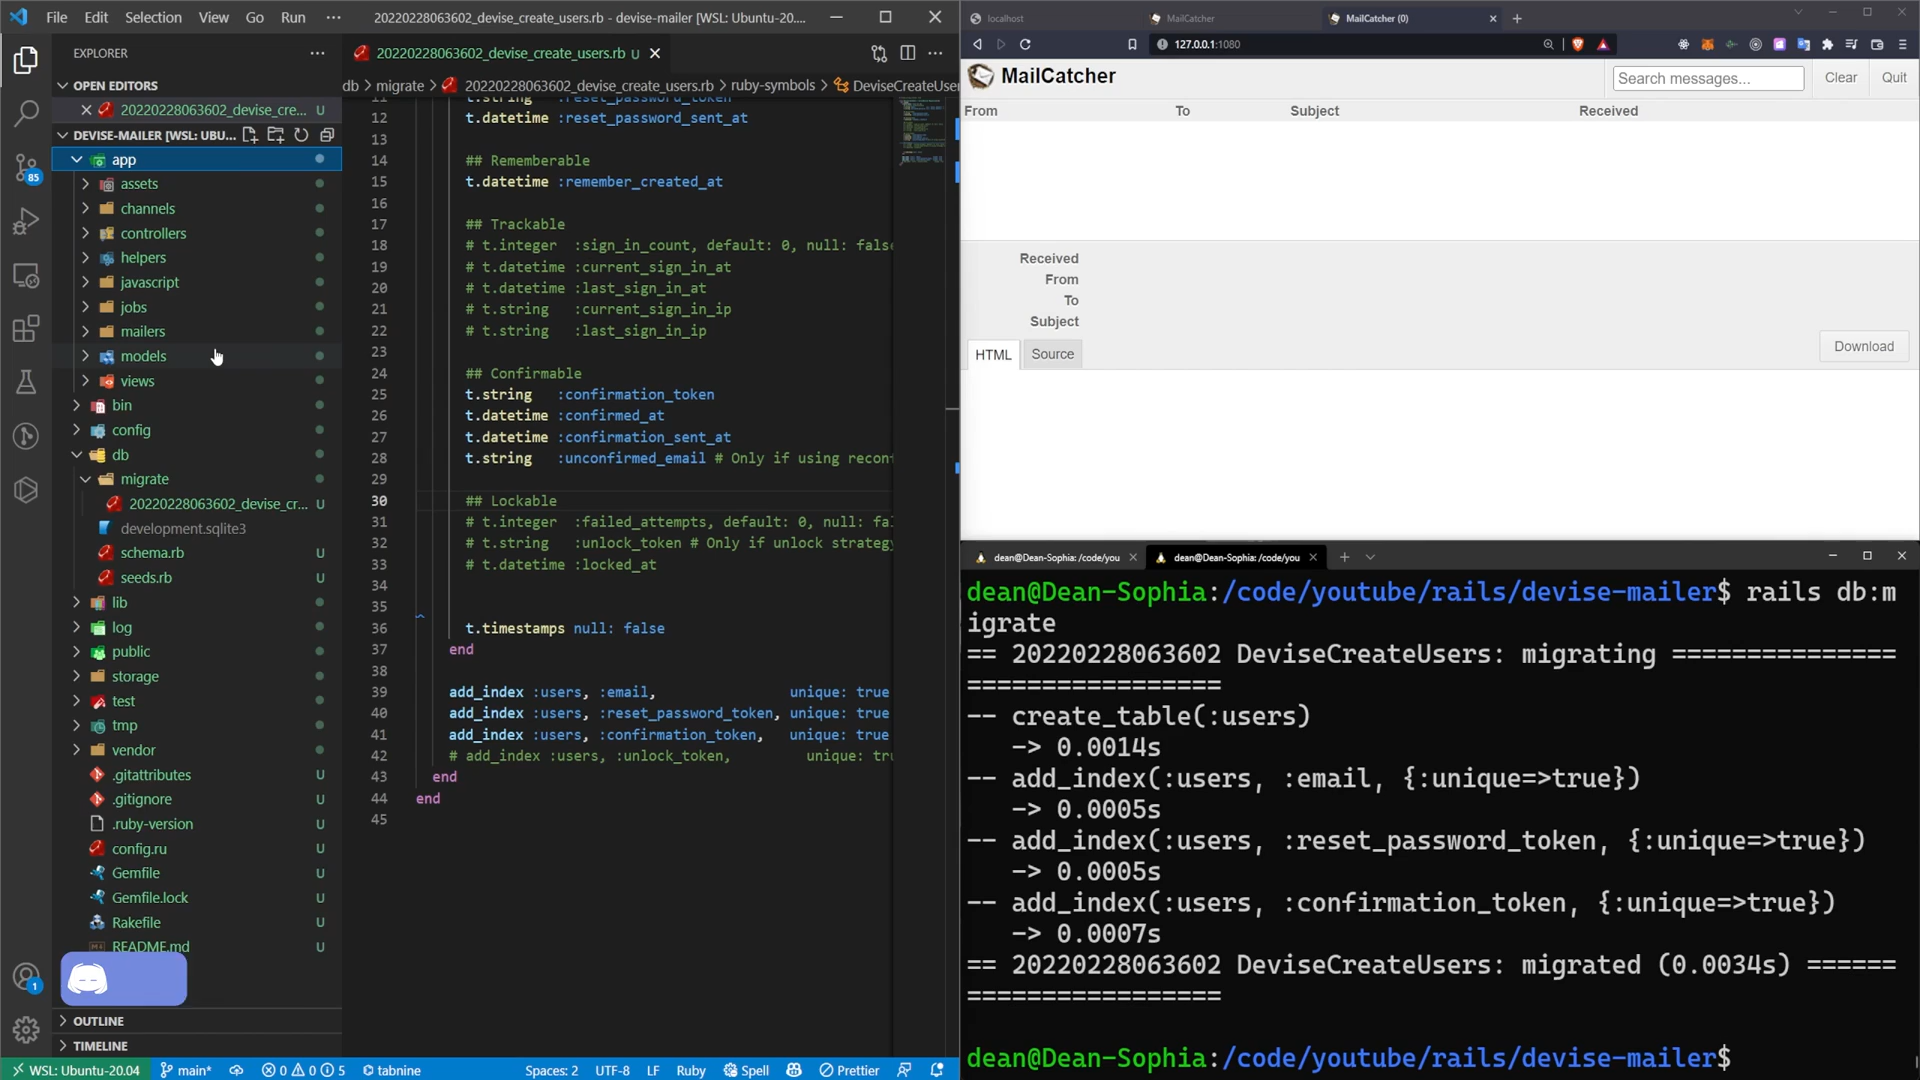 File Edit Selection View Go Run ··· 20220228063602_devise_create_users.rb - devise-mailer [WSL: Ubuntu-20....
EXPLORER
OPEN EDITORS
20220228063602_devise_cre... U
DEVISE-MAILER [WSL: UBU...
app
assets
channels
controllers
helpers
javascript
jobs
mailers
models
views
bin
config
db
migrate
20220228063602_devise_cr... U
development.sqlite3
schema.rb U
seeds.rb U
lib
log
public
storage
test
tmp
vendor
.gitattributes U
.gitignore U
.ruby-version U
config.ru U
Gemfile U
Gemfile.lock U
Rakefile U
README.md U
OUTLINE
TIMELINE
85
1
20220228063602_devise_create_users.rb U
db > migrate > 20220228063602_devise_create_users.rb > ruby-symbols > DeviseCreateUser
11 t.string :reset_password_token
12 t.datetime :reset_password_sent_at
13
14 ## Rememberable
15 t.datetime :remember_created_at
16
17 ## Trackable
18 # t.integer :sign_in_count, default: 0, null: false
19 # t.datetime :current_sign_in_at
20 # t.datetime :last_sign_in_at
21 # t.string :current_sign_in_ip
22 # t.string :last_sign_in_ip
23
24 ## Confirmable
25 t.string :confirmation_token
26 t.datetime :confirmed_at
27 t.datetime :confirmation_sent_at
28 t.string :unconfirmed_email # Only if using recon
29
30 ## Lockable
31 # t.integer :failed_attempts, default: 0, null: fal
32 # t.string :unlock_token # Only if unlock strategy
33 # t.datetime :locked_at
34
35
36 t.timestamps null: false
37 end
38
39 add_index :users, :email, unique: true
40 add_index :users, :reset_password_token, unique: true
41 add_index :users, :confirmation_token, unique: true
42 # add_index :users, :unlock_token, unique: tru
43 end
44 end
45
WSL: Ubuntu-20.04 main* 0 0 5 tabnine Spaces: 2 UTF-8 LF Ruby Spell Prettier
localhost MailCatcher MailCatcher (0)
127.0.0.1:1080
MailCatcher
Search messages... Clear Quit
From To Subject Received
Received
From
To
Subject
HTML Source Download
dean@Dean-Sophia: /code/you dean@Dean-Sophia: /code/you
dean@Dean-Sophia:/code/youtube/rails/devise-mailer$ rails db:m
igrate
== 20220228063602 DeviseCreateUsers: migrating ===============
=================
-- create_table(:users)
-> 0.0014s
-- add_index(:users, :email, {:unique=>true})
-> 0.0005s
-- add_index(:users, :reset_password_token, {:unique=>true})
-> 0.0005s
-- add_index(:users, :confirmation_token, {:unique=>true})
-> 0.0007s
== 20220228063602 DeviseCreateUsers: migrated (0.0034s) ======
=================
dean@Dean-Sophia:/code/youtube/rails/devise-mailer$